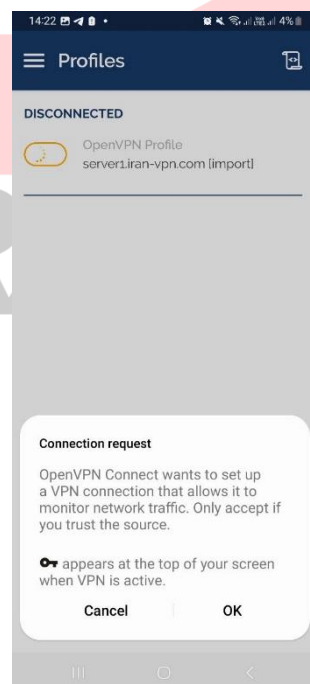 14:22 4%
Profiles
DISCONNECTED
OpenVPN Profile
server1.iran-vpn.com [import]
Connection request
OpenVPN Connect wants to set up
a VPN connection that allows it to
monitor network traffic. Only accept if
you trust the source.
appears at the top of your screen
when VPN is active.
Cancel OK